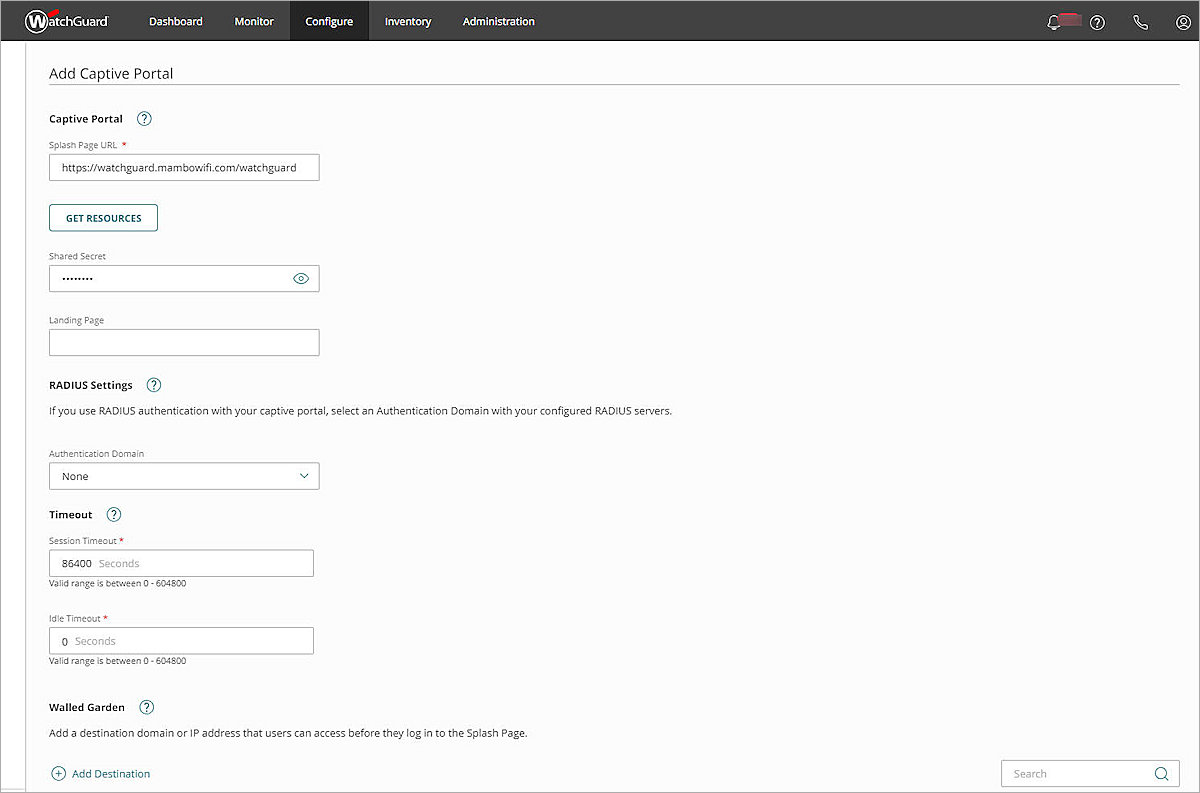 WatchGuard Dashboard Monitor Configure Inventory Administration
Add Captive Portal
Captive Portal ?
Splash Page URL *
https://watchguard.mambowifi.com/watchguard
GET RESOURCES
Shared Secret
••••••••
Landing Page
RADIUS Settings ?
If you use RADIUS authentication with your captive portal, select an Authentication Domain with your configured RADIUS servers.
Authentication Domain
None
Timeout ?
Session Timeout *
86400 Seconds
Valid range is between 0 - 604800
Idle Timeout *
0 Seconds
Valid range is between 0 - 604800
Walled Garden ?
Add a destination domain or IP address that users can access before they log in to the Splash Page.
Add Destination
Search